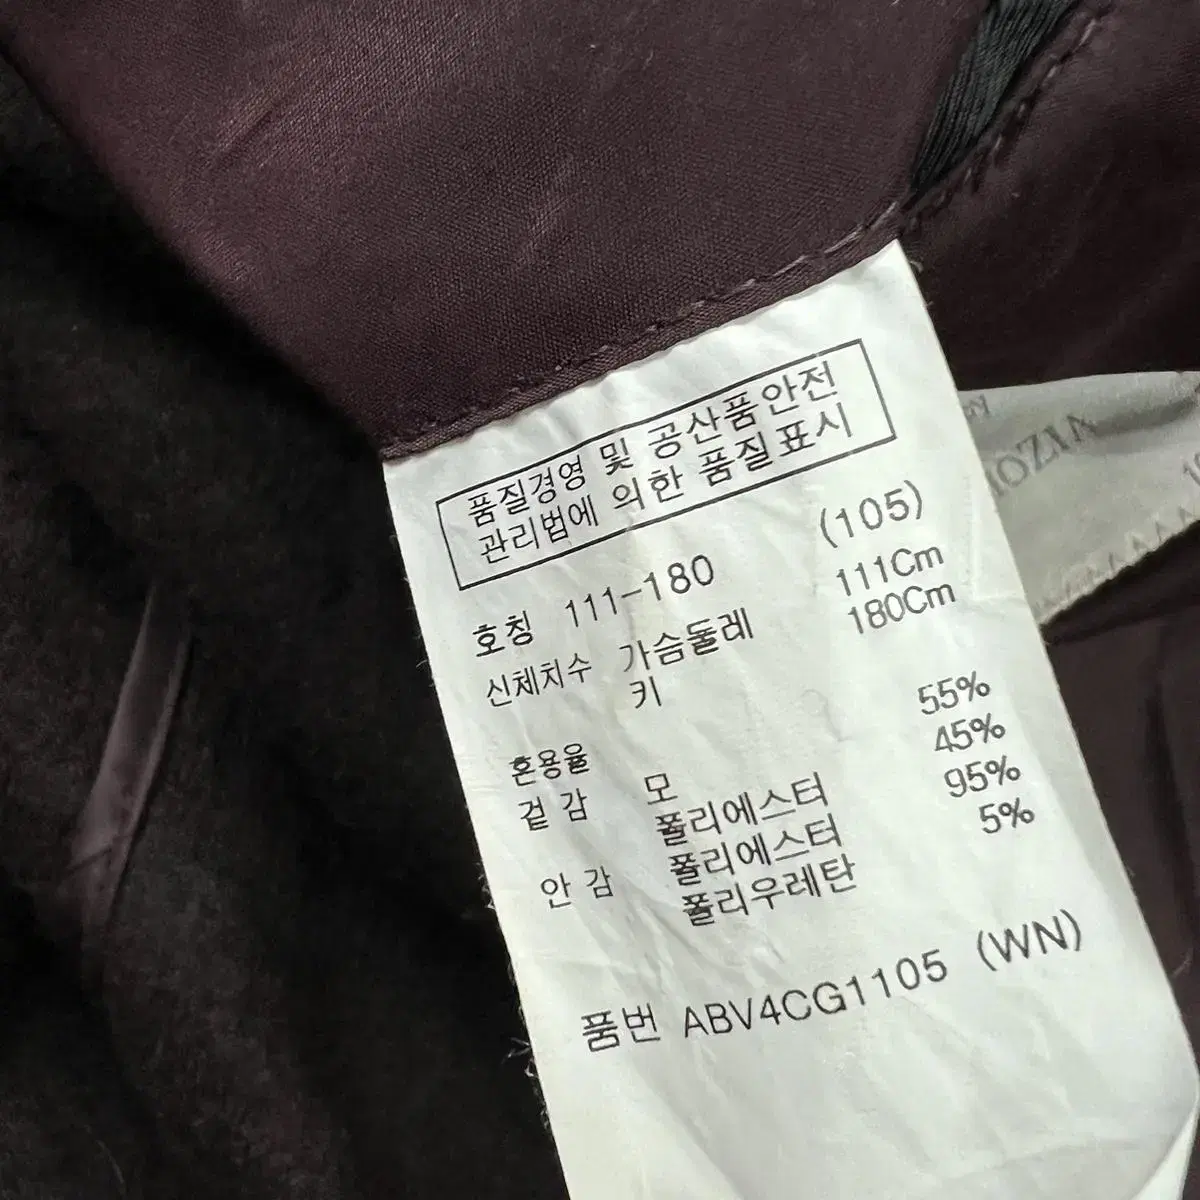 품질경영 및 공산품안전
관리법에 의한 품질표시
호칭 111-180 (105)
신체치수 가슴둘레 111Cm
키 180Cm
혼용율
겉 감 모 55%
폴리에스터 45%
안 감 폴리에스터 95%
폴리우레탄 5%
품번 ABV4CG1105 (WN)